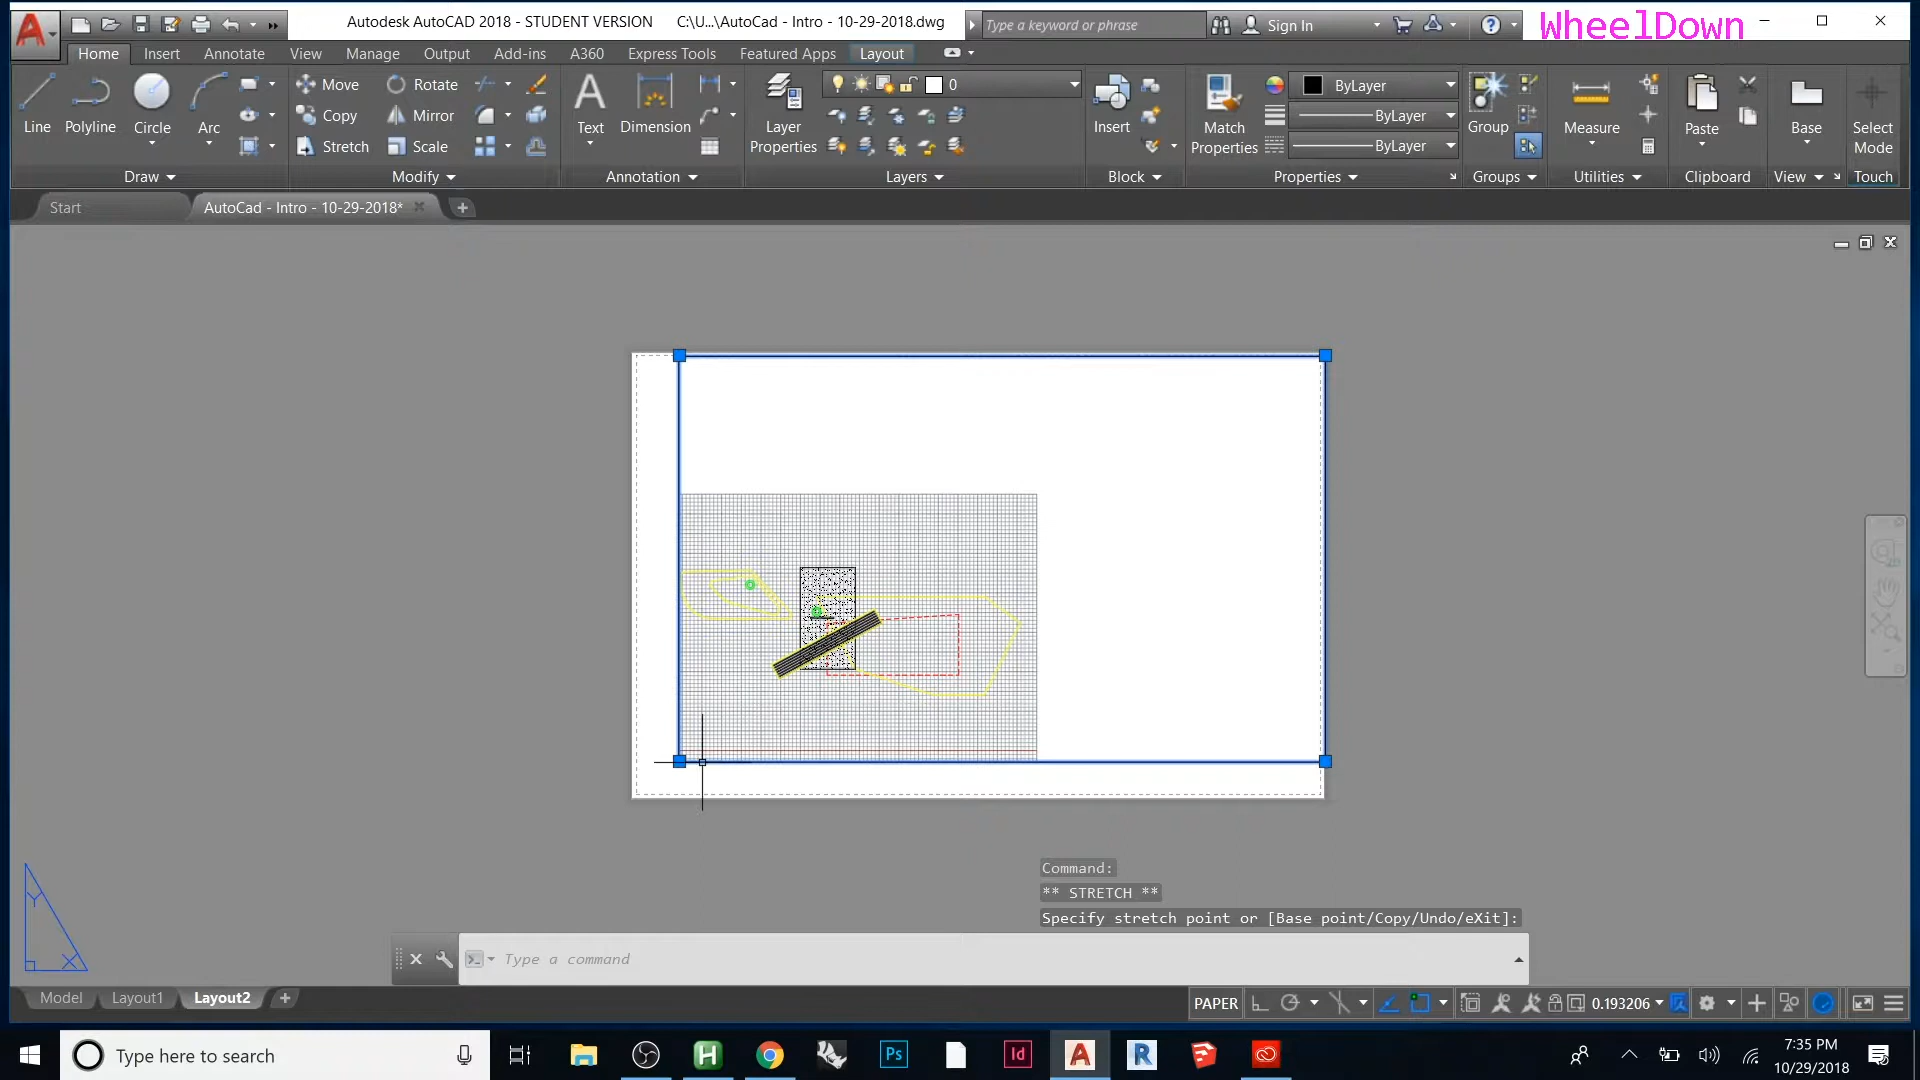 Autodesk AutoCAD 2018 - STUDENT VERSION C:\U...\AutoCad - Intro - 10-29-2018.dwg
Type a keyword or phrase
Sign In
WheelDown
Home Insert Annotate View Manage Output Add-ins A360 Express Tools Featured Apps Layout
Line Polyline Circle Arc
Move Rotate
Copy Mirror
Stretch Scale
Text Dimension
Layer Properties
0
Insert
Match Properties
ByLayer
ByLayer
ByLayer
Group
Measure
Paste
Base
Select Mode
Draw Modify Annotation Layers Block Properties Groups Utilities Clipboard View Touch
Start AutoCad - Intro - 10-29-2018*
Command:
** STRETCH **
Specify stretch point or [Base point/Copy/Undo/eXit]:
Y
X
Type a command
Model Layout1 Layout2
PAPER 0.193206
Type here to search
H
Ps
Id
A
R
7:35 PM
10/29/2018